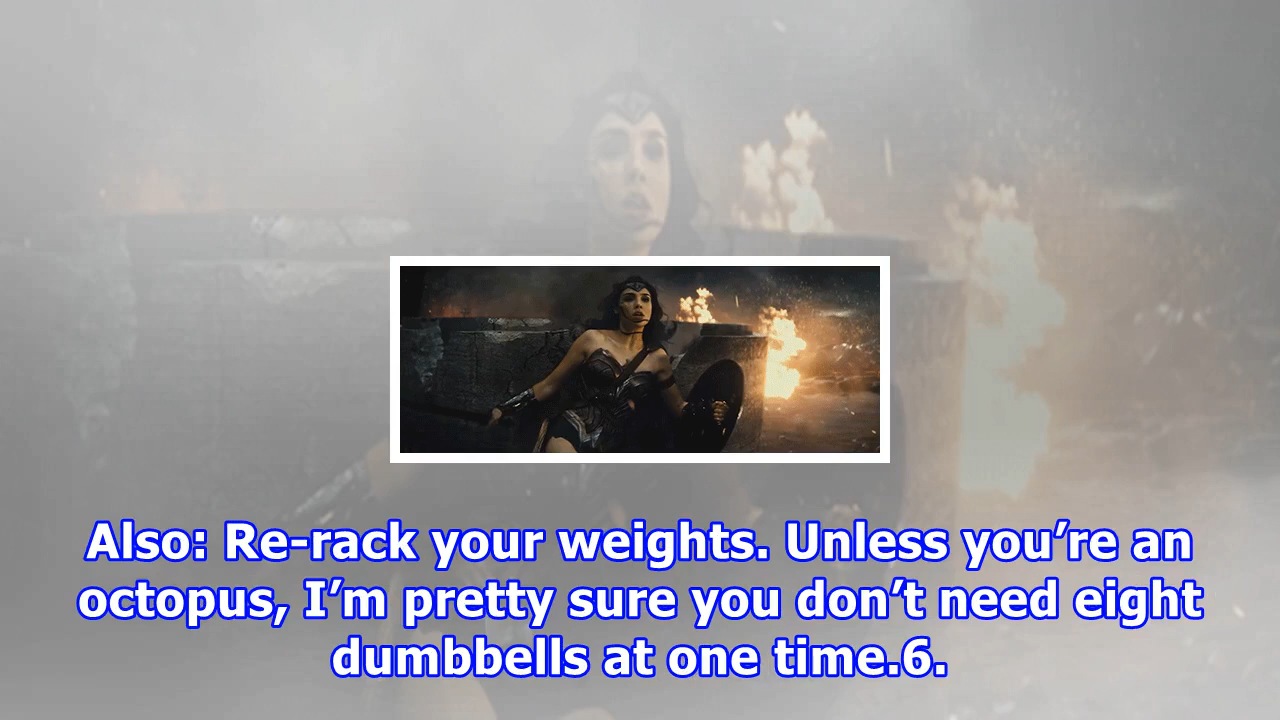 Also: Re-rack your weights. Unless you’re an
octopus, I’m pretty sure you don’t need eight
dumbbells at one time.6.